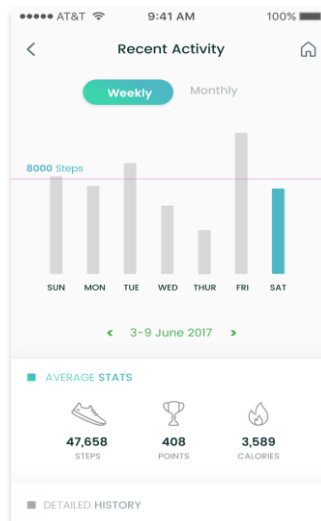 AT&T 9:41 AM 100%
Recent Activity
Weekly Monthly
8000 Steps
SUN MON TUE WED THUR FRI SAT
< 3-9 June 2017 >
AVERAGE STATS
47,658 408 3,589
STEPS POINTS CALORIES
DETAILED HISTORY